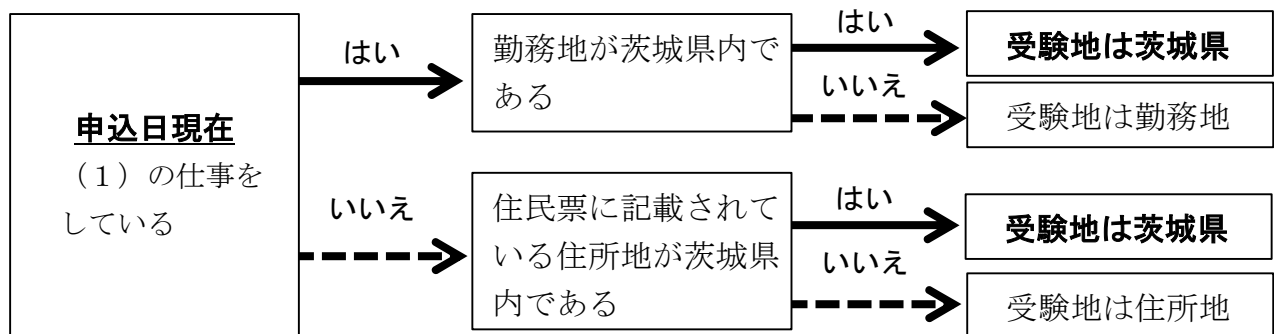 申込日現在
（１）の仕事を
している
はい
いいえ
勤務地が茨城県内で
ある
はい
いいえ
受験地は茨城県
受験地は勤務地
住民票に記載されて
いる住所地が茨城県
内である
はい
いいえ
受験地は茨城県
受験地は住所地